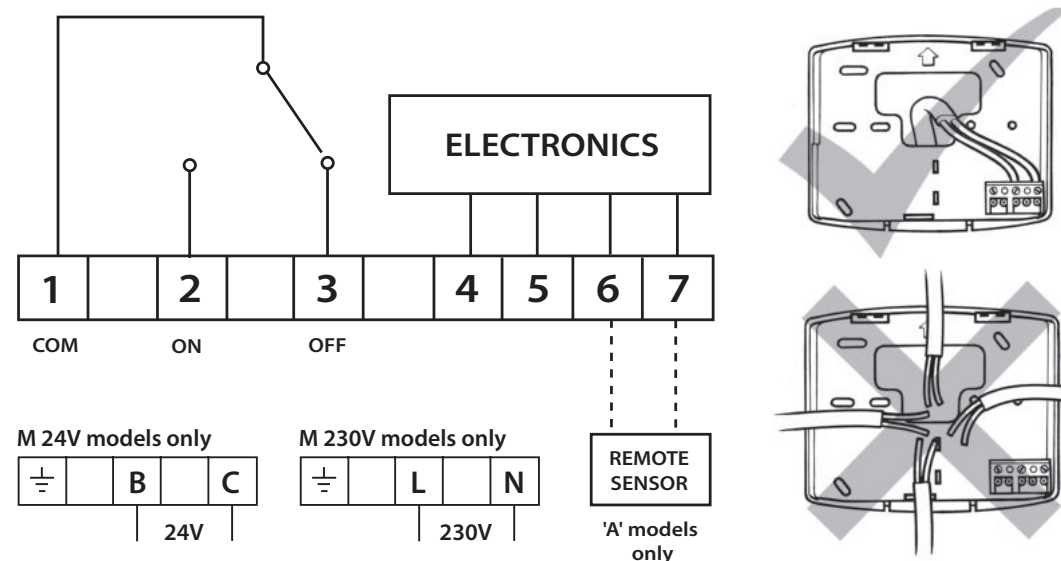 ELECTRONICS
1 2 3 4 5 6 7
COM ON OFF
M 24V models only
B C
24V
M 230V models only
L N
230V
REMOTE
SENSOR
'A' models
only